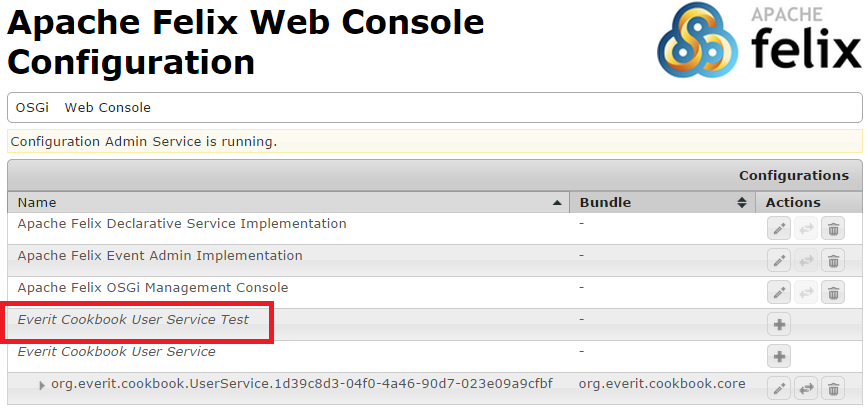 Apache Felix Web Console
Configuration
APACHE
felix
OSGi Web Console
Configuration Admin Service is running.
Configurations
Name Bundle Actions
Apache Felix Declarative Service Implementation -
Apache Felix Event Admin Implementation -
Apache Felix OSGi Management Console -
Everit Cookbook User Service Test -
Everit Cookbook User Service -
org.everit.cookbook.UserService.1d39c8d3-04f0-4a46-90d7-023e09a9cfbf org.everit.cookbook.core